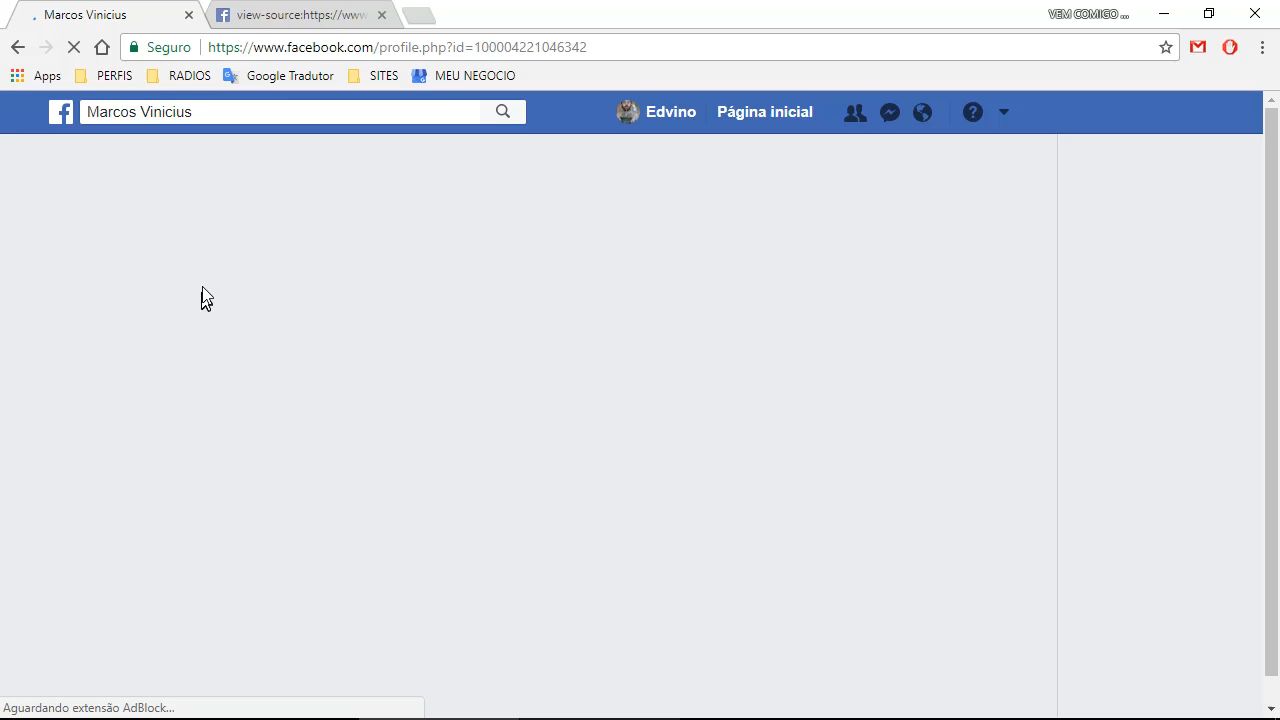 Marcos Vinicius
view-source:https://www
VEM COMIGO ...
Seguro
https://www.facebook.com/profile.php?id=100004221046342
Apps
PERFIS
RADIOS
Google Tradutor
SITES
MEU NEGOCIO
Marcos Vinicius
Edvino
Página inicial
Aguardando extensão AdBlock...